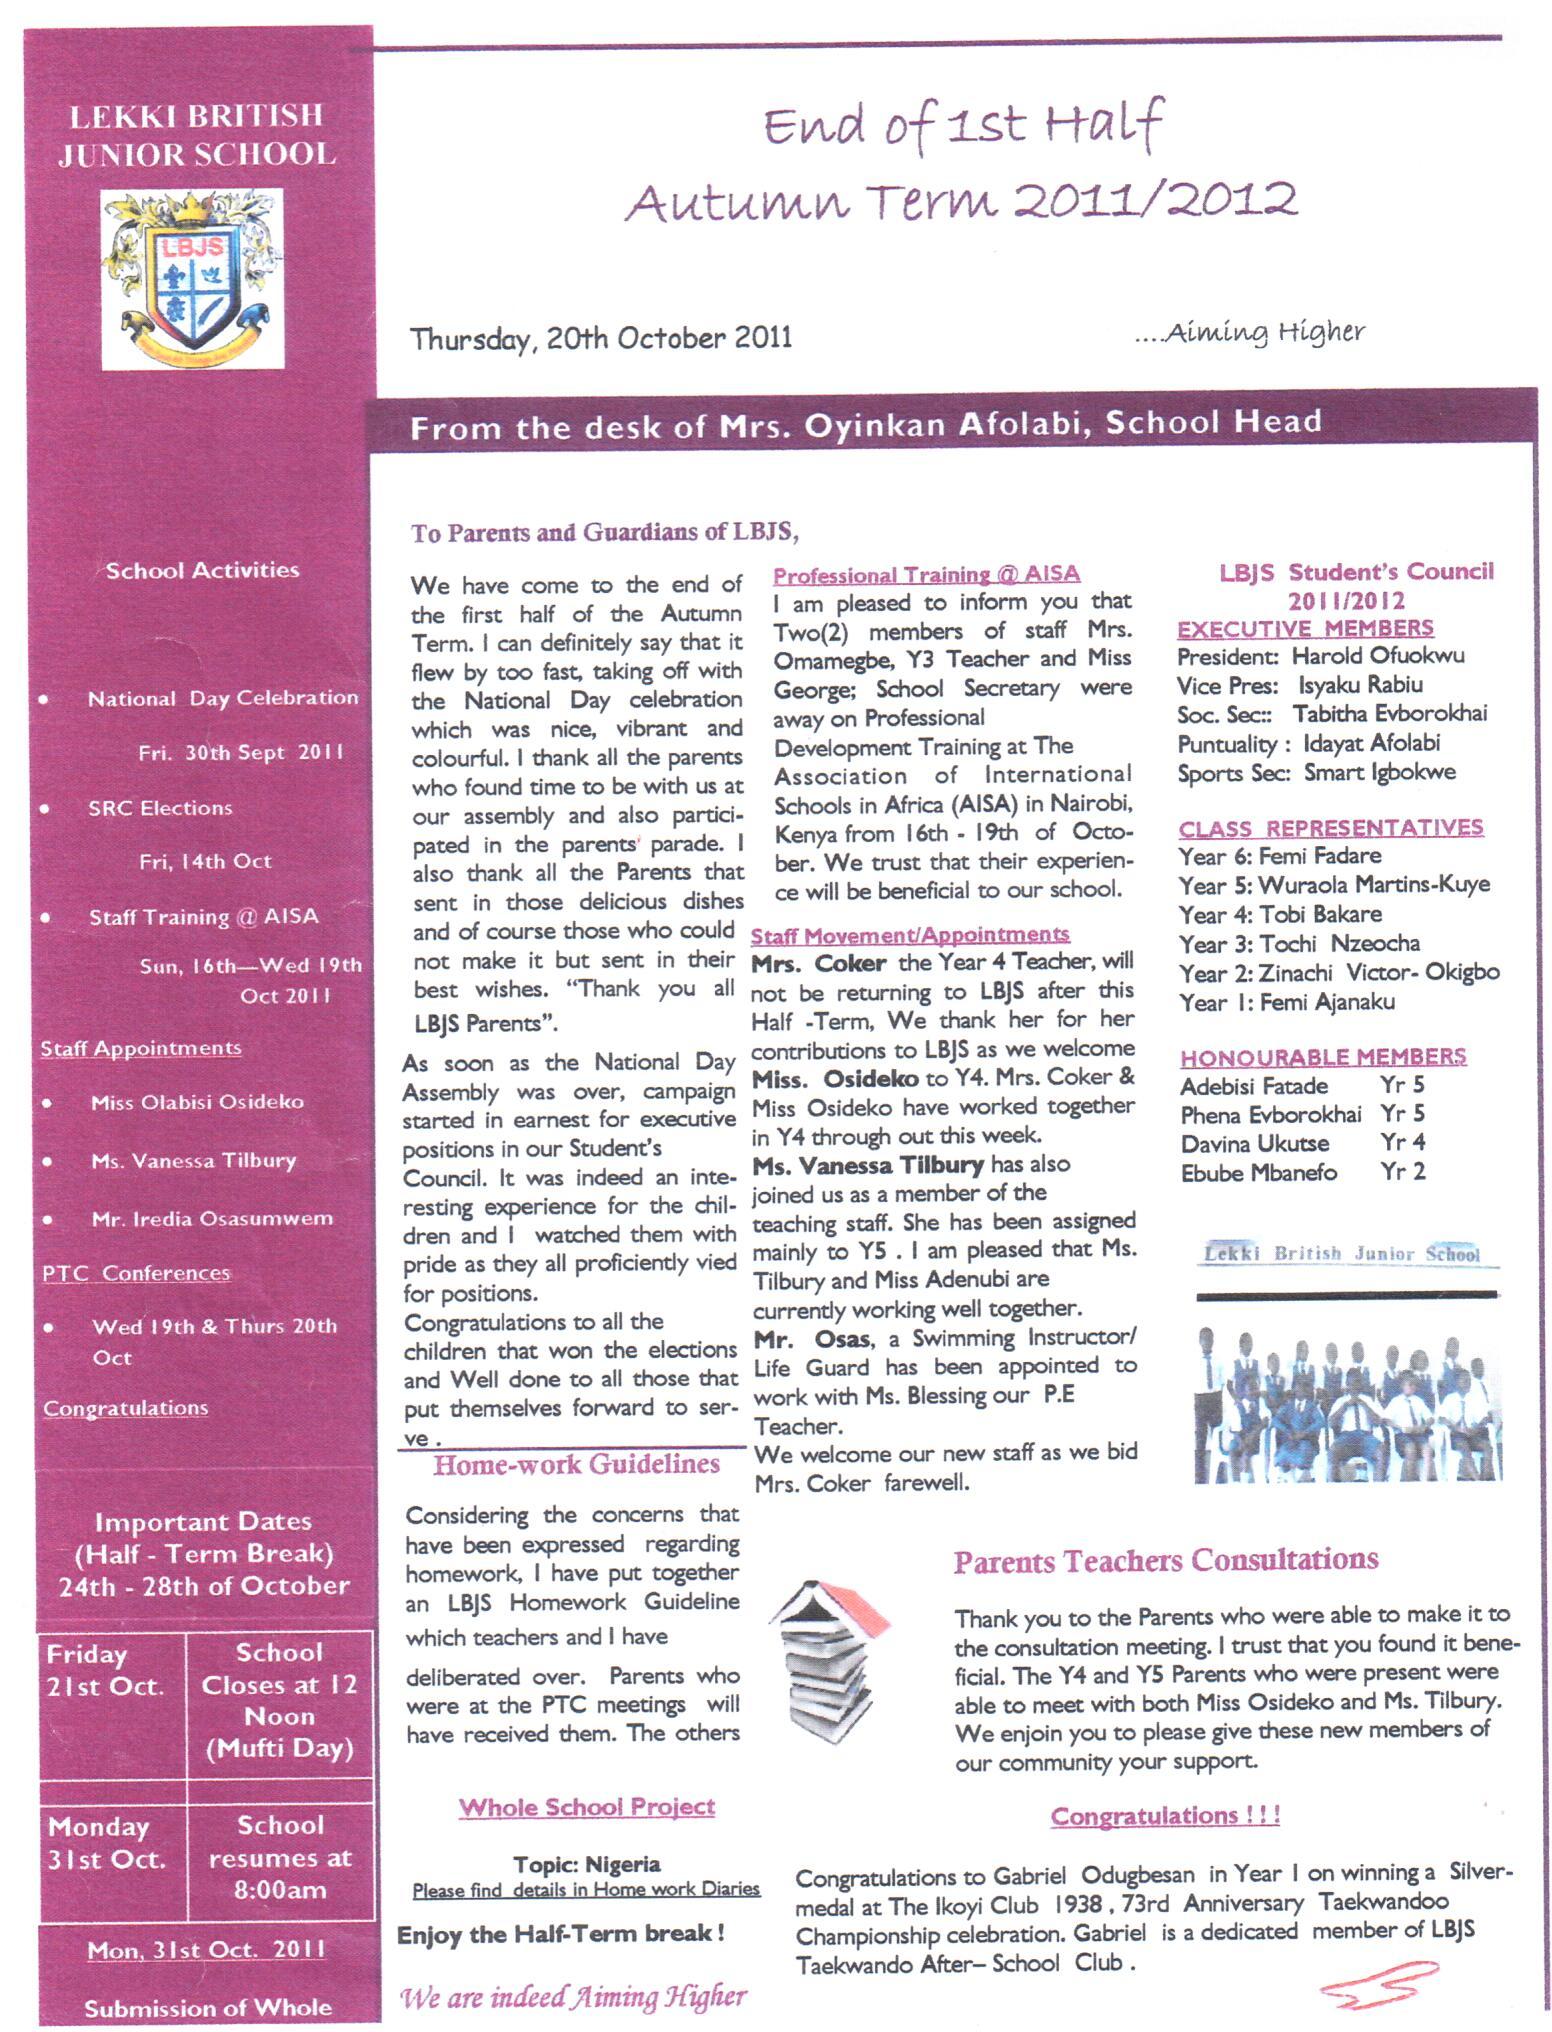 LEKKI BRITISH
JUNIOR SCHOOL
LBJS
School Activities
• National Day Celebration
Fri. 30th Sept 2011
• SRC Elections
Fri, 14th Oct
• Staff Training @ AISA
Sun, 16th—Wed 19th
Oct 2011
Staff Appointments
• Miss Olabisi Osideko
• Ms. Vanessa Tilbury
• Mr. Iredia Osasumwem
PTC Conferences
• Wed 19th & Thurs 20th
Oct
Congratulations
Important Dates
(Half - Term Break)
24th - 28th of October
Friday
21st Oct.
School
Closes at 12
Noon
(Mufti Day)
Monday
31st Oct.
School
resumes at
8:00am
Mon, 31st Oct. 2011
Submission of Whole
End of 1st Half
Autumn Term 2011/2012
Thursday, 20th October 2011
....Aiming Higher
From the desk of Mrs. Oyinkan Afolabi, School Head
To Parents and Guardians of LBJS,
We have come to the end of
the first half of the Autumn
Term. I can definitely say that it
flew by too fast, taking off with
the National Day celebration
which was nice, vibrant and
colourful. I thank all the parents
who found time to be with us at
our assembly and also partici-
pated in the parents' parade. I
also thank all the Parents that
sent in those delicious dishes
and of course those who could
not make it but sent in their
best wishes. “Thank you all
LBJS Parents”.
As soon as the National Day
Assembly was over, campaign
started in earnest for executive
positions in our Student's
Council. It was indeed an inte-
resting experience for the chil-
dren and I watched them with
pride as they all proficiently vied
for positions.
Congratulations to all the
children that won the elections
and Well done to all those that
put themselves forward to ser-
ve .
Home-work Guidelines
Considering the concerns that
have been expressed regarding
homework, I have put together
an LBJS Homework Guideline
which teachers and I have
deliberated over. Parents who
were at the PTC meetings will
have received them. The others
Whole School Project
Topic: Nigeria
Please find details in Home work Diaries
Enjoy the Half-Term break !
We are indeed Aiming Higher
Professional Training @ AISA
I am pleased to inform you that
Two(2) members of staff Mrs.
Omamegbe, Y3 Teacher and Miss
George; School Secretary were
away on Professional
Development Training at The
Association of International
Schools in Africa (AISA) in Nairobi,
Kenya from 16th - 19th of Octo-
ber. We trust that their experien-
ce will be beneficial to our school.
Staff Movement/Appointments
Mrs. Coker the Year 4 Teacher, will
not be returning to LBJS after this
Half -Term, We thank her for her
contributions to LBJS as we welcome
Miss. Osideko to Y4. Mrs. Coker &
Miss Osideko have worked together
in Y4 through out this week.
Ms. Vanessa Tilbury has also
joined us as a member of the
teaching staff. She has been assigned
mainly to Y5 . I am pleased that Ms.
Tilbury and Miss Adenubi are
currently working well together.
Mr. Osas, a Swimming Instructor/
Life Guard has been appointed to
work with Ms. Blessing our P.E
Teacher.
We welcome our new staff as we bid
Mrs. Coker farewell.
LBJS Student's Council
2011/2012
EXECUTIVE MEMBERS
President: Harold Ofuokwu
Vice Pres: Isyaku Rabiu
Soc. Sec:: Tabitha Evborokhai
Puntuality : Idayat Afolabi
Sports Sec: Smart Igbokwe
CLASS REPRESENTATIVES
Year 6: Femi Fadare
Year 5: Wuraola Martins-Kuye
Year 4: Tobi Bakare
Year 3: Tochi Nzeocha
Year 2: Zinachi Victor- Okigbo
Year 1: Femi Ajanaku
HONOURABLE MEMBERS
Adebisi Fatade Yr 5
Phena Evborokhai Yr 5
Davina Ukutse Yr 4
Ebube Mbanefo Yr 2
Lekki British Junior School
Parents Teachers Consultations
Thank you to the Parents who were able to make it to
the consultation meeting. I trust that you found it bene-
ficial. The Y4 and Y5 Parents who were present were
able to meet with both Miss Osideko and Ms. Tilbury.
We enjoin you to please give these new members of
our community your support.
Congratulations ! ! !
Congratulations to Gabriel Odugbesan in Year 1 on winning a Silver-
medal at The Ikoyi Club 1938 , 73rd Anniversary Taekwandoo
Championship celebration. Gabriel is a dedicated member of LBJS
Taekwando After– School Club .